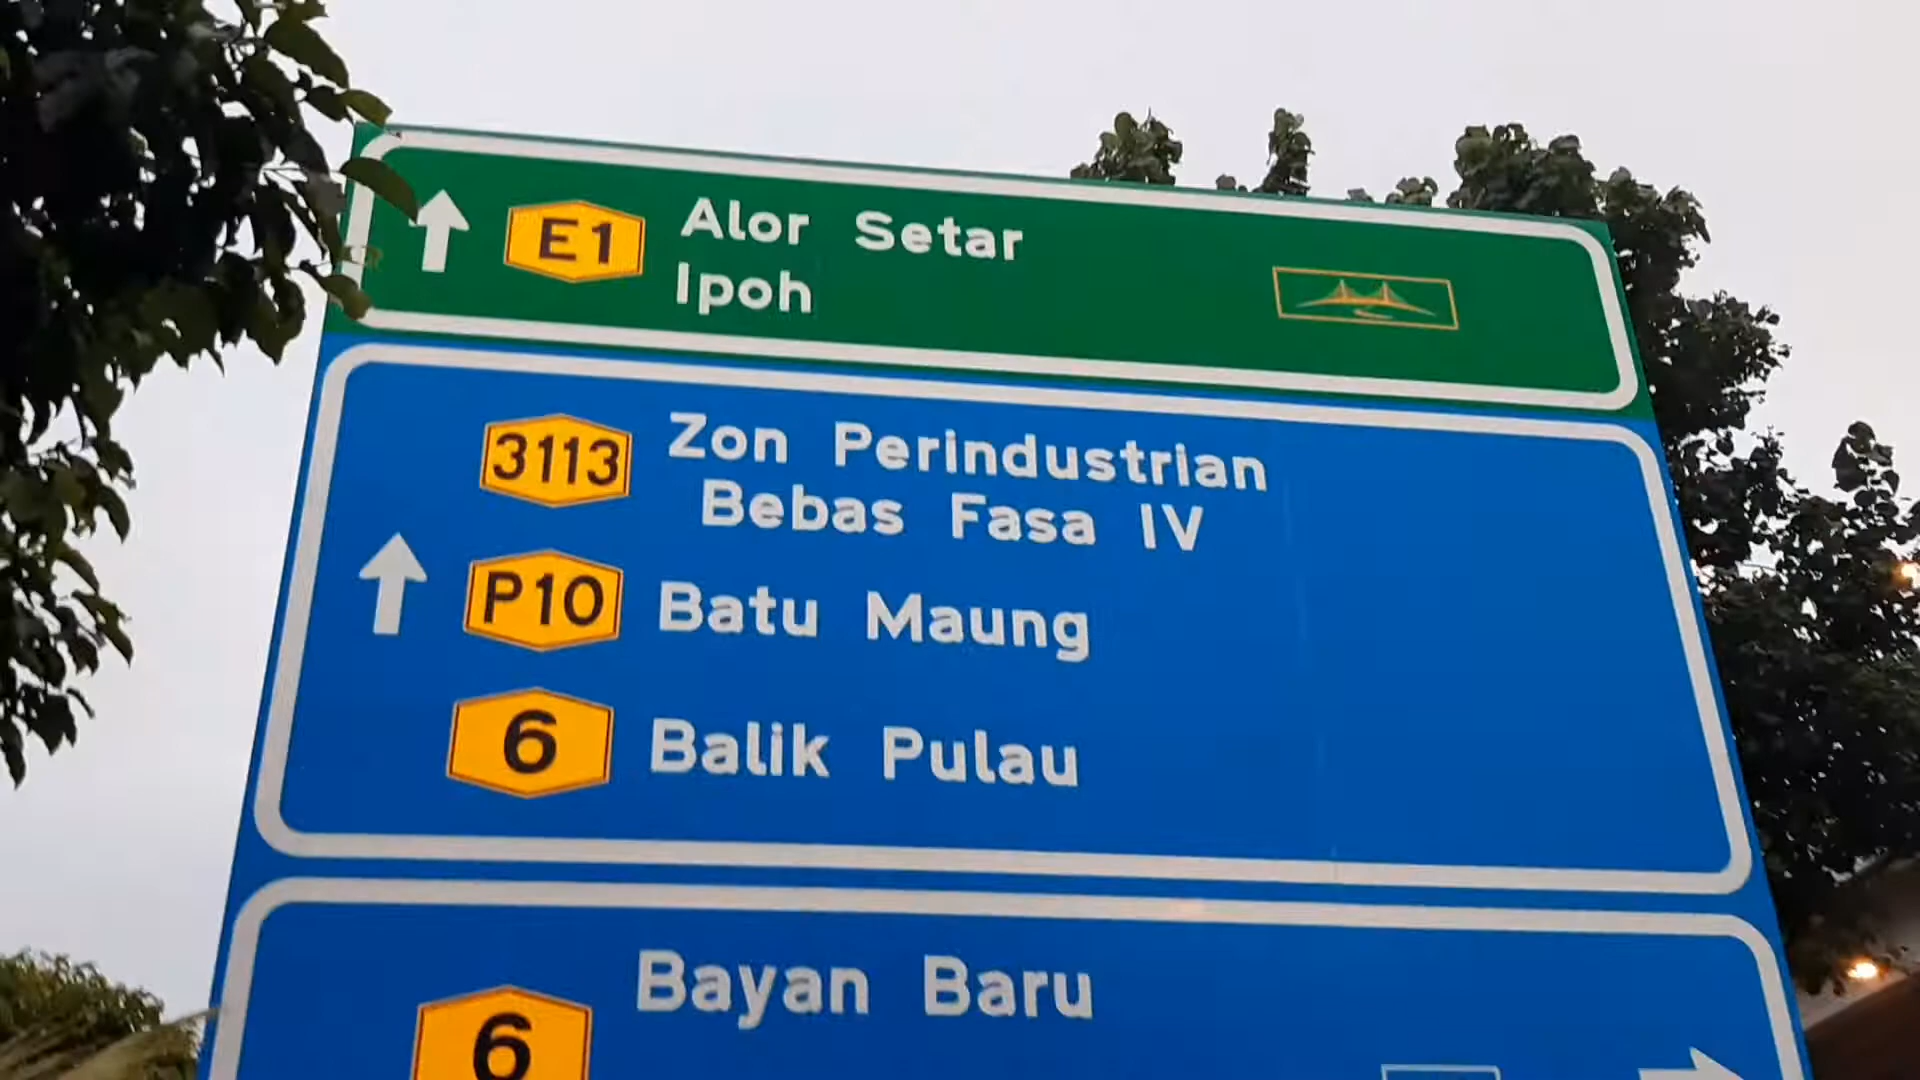 E1 Alor Setar
Ipoh
3113 Zon Perindustrian
Bebas Fasa IV
P10 Batu Maung
6 Balik Pulau
Bayan Baru
6